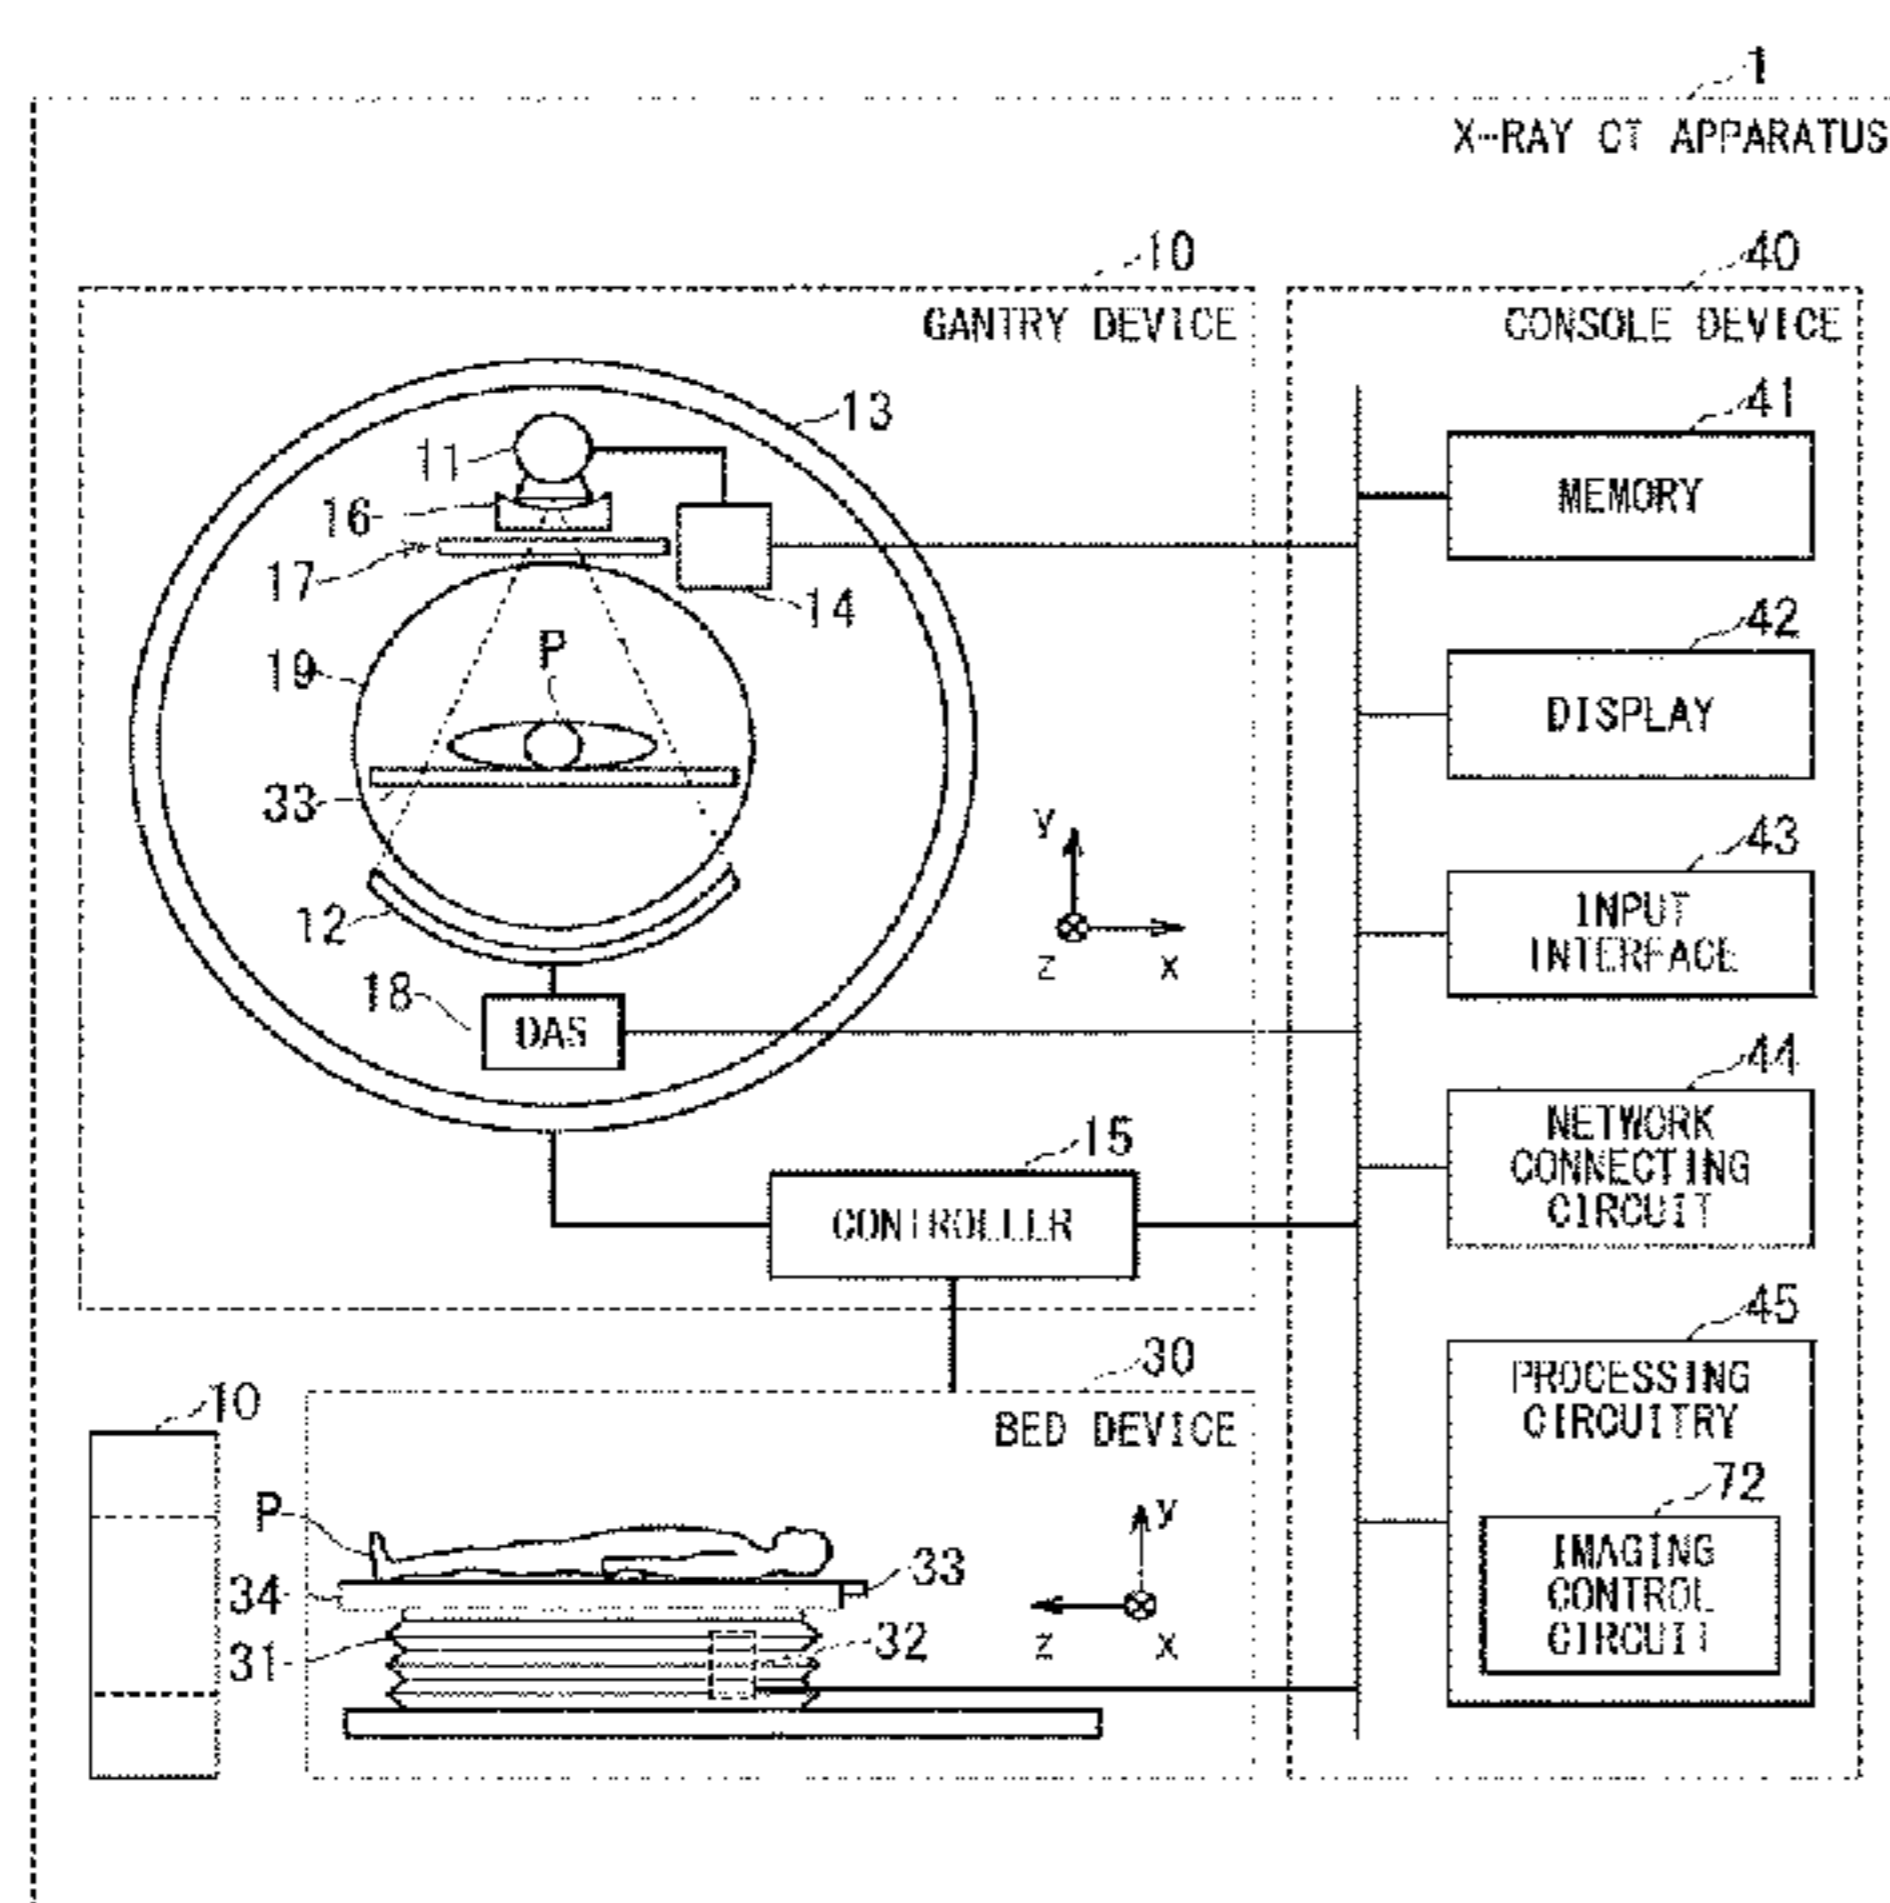 1
X-RAY CT APPARATUS
10
40
GANTRY DEVICE
CONSOLE DEVICE
13
41
11
MEMORY
16
17
14
42
P
19
DISPLAY
33
y
43
12
INPUT
INTERFACE
z
x
18
DAS
44
NETWORK
CONNECTING
CIRCUIT
15
CONTROLLER
45
30
PROCESSING
CIRCUITRY
10
BED DEVICE
72
P
y
IMAGING
CONTROL
CIRCUIT
33
34
32
31
z
x